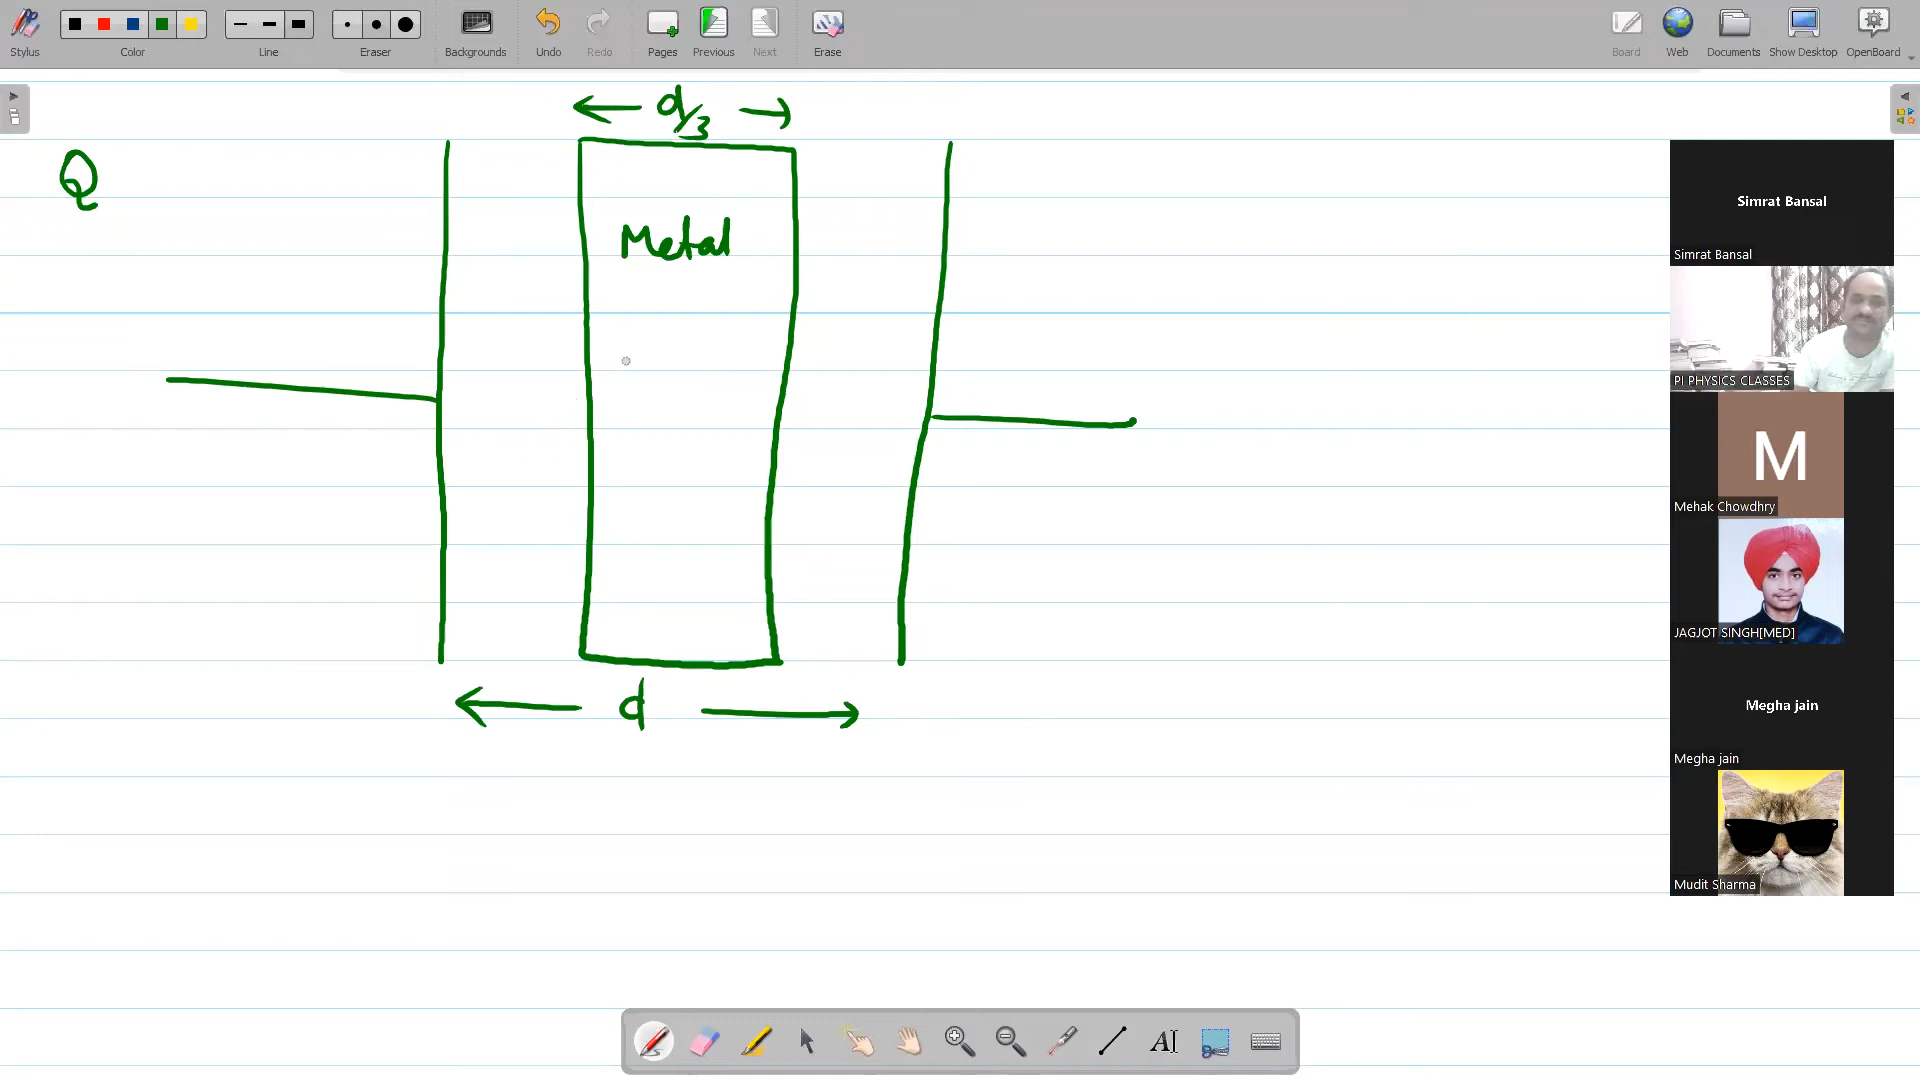 Stylus Color Line Eraser Backgrounds Undo Redo Pages Previous Next Erase Board Web Documents Show Desktop OpenBoard
d/3
Q
Metal
d
Simrat Bansal
Simrat Bansal
PI PHYSICS CLASSES
M
Mehak Chowdhry
JAGJOT SINGH[MED]
Megha jain
Megha jain
Mudit Sharma
AI